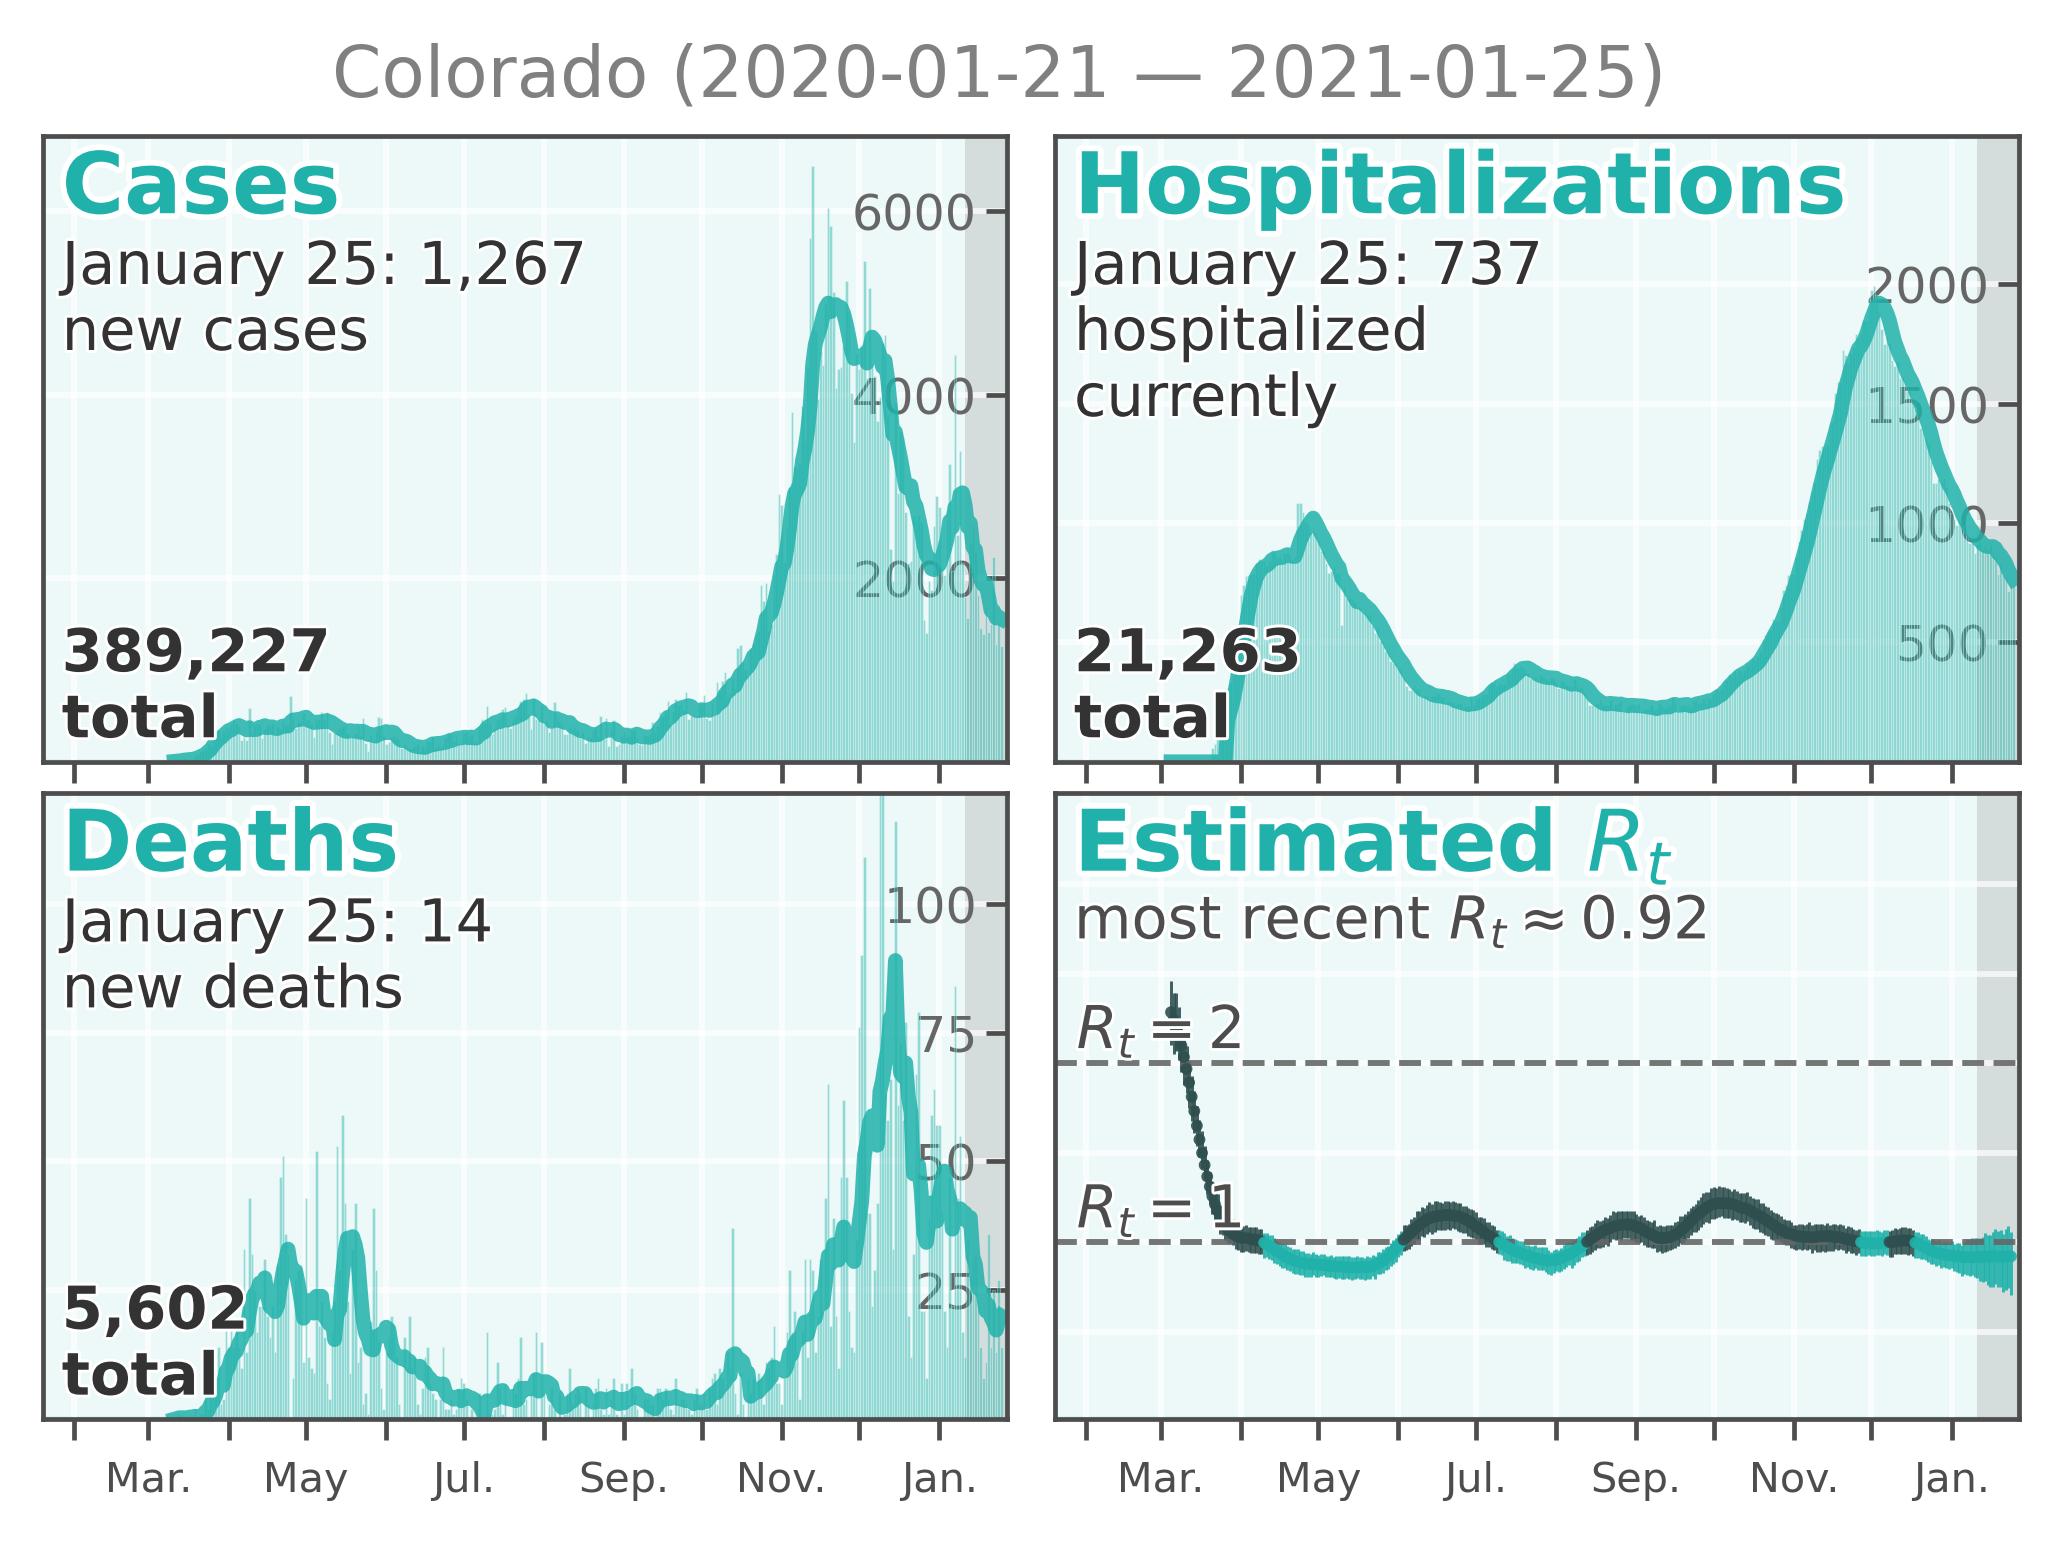 Colorado (2020-01-21 — 2021-01-25)
Cases
January 25: 1,267
new cases
389,227
total
6000
4000
2000
Hospitalizations
January 25: 737
hospitalized
currently
21,263
total
2000
1500
1000
500
Deaths
January 25: 14
new deaths
5,602
total
100
75
50
25
Mar. May Jul. Sep. Nov. Jan.
Estimated Rₜ
most recent Rₜ ≈ 0.92
Rₜ = 2
Rₜ = 1
Mar. May Jul. Sep. Nov. Jan.